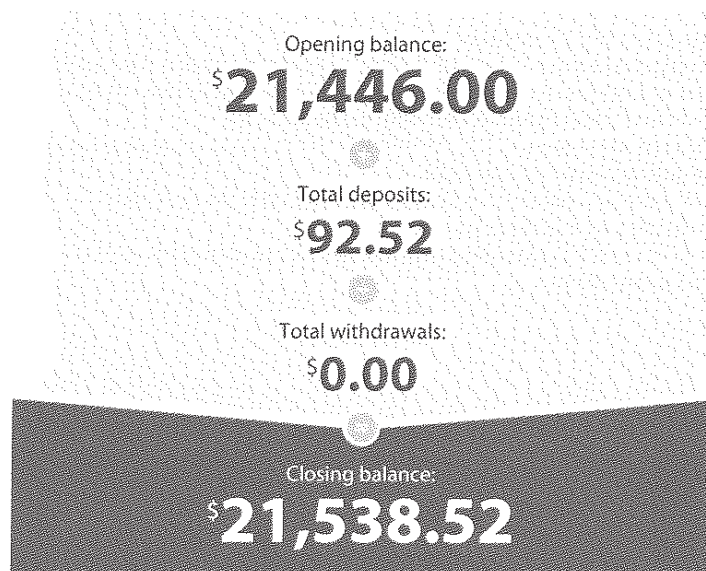 Opening balance:
$21,446.00
Total deposits:
$92.52
Total withdrawals:
$0.00
Closing balance:
$21,538.52